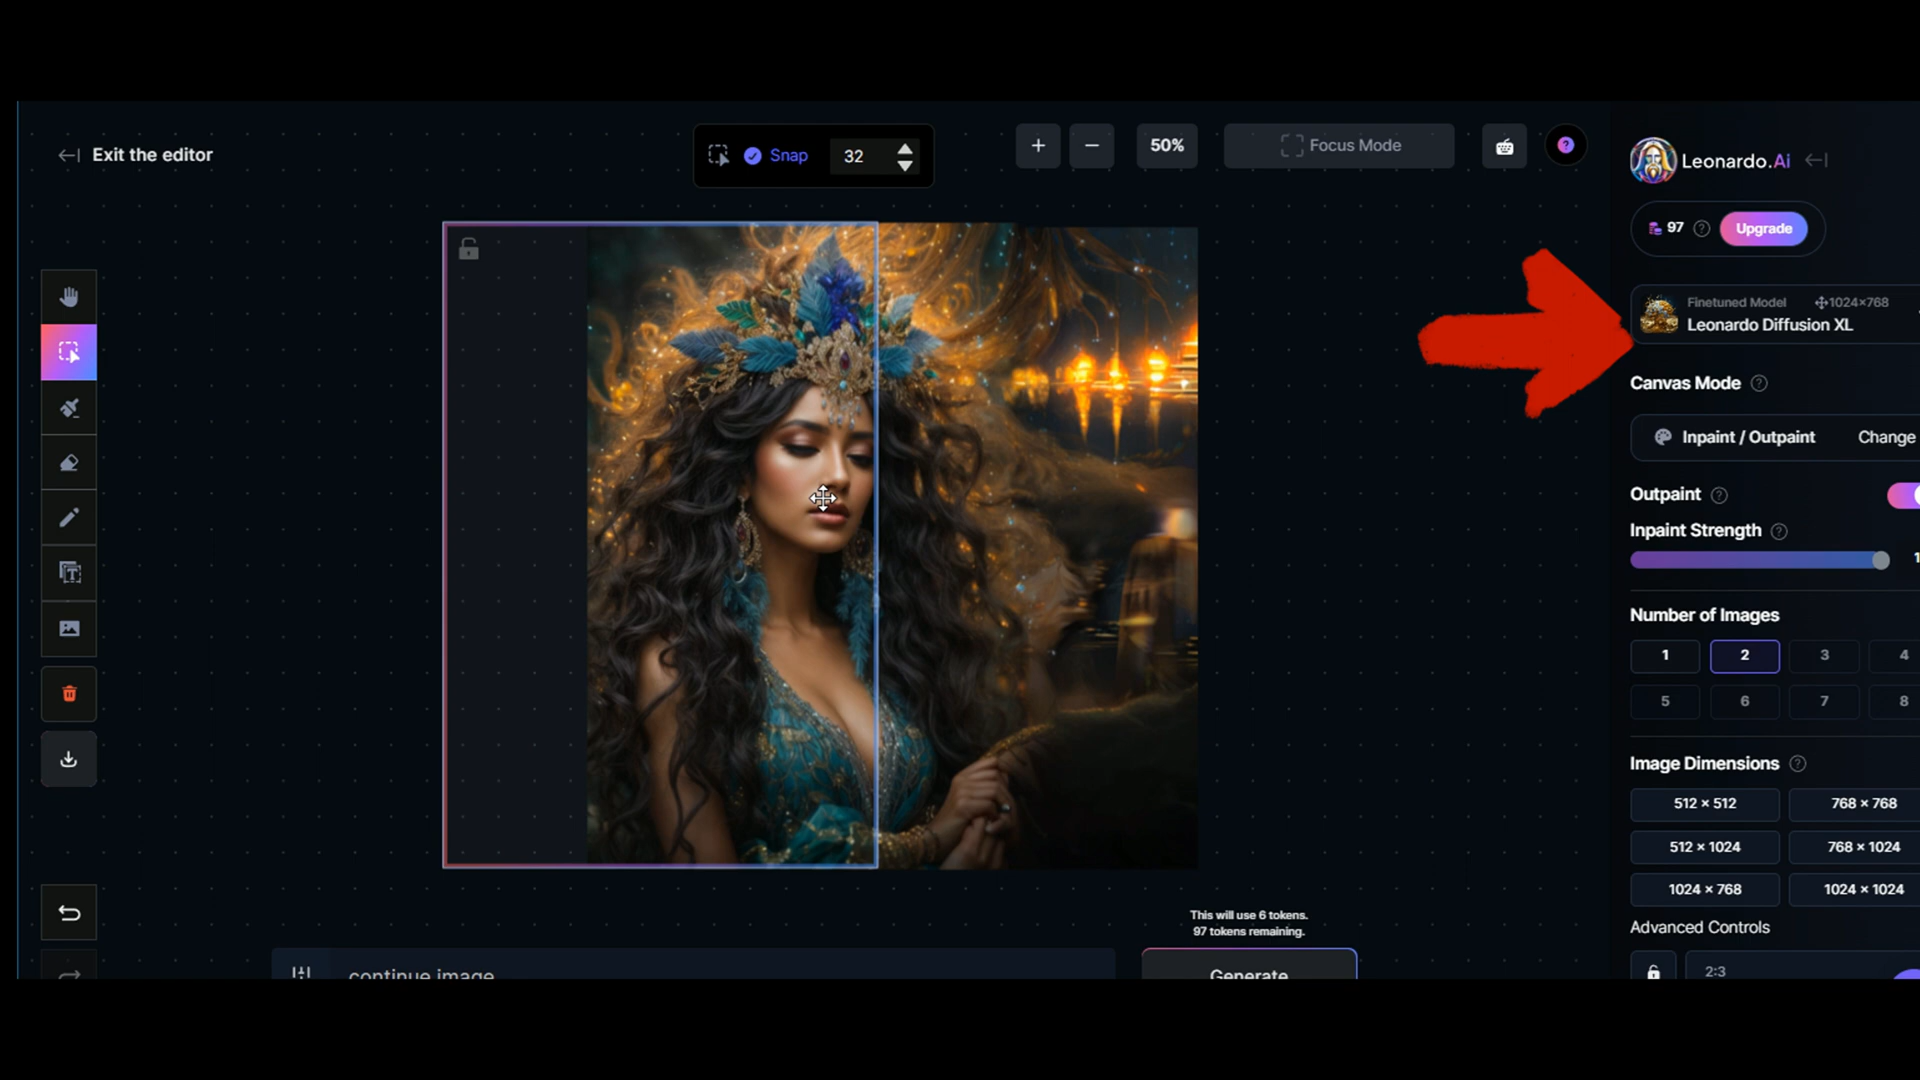 Exit the editor
Snap
32
50%
Focus Mode
Leonardo.Ai
97
Upgrade
Finetuned Model
1024×768
Leonardo Diffusion XL
Canvas Mode
Inpaint / Outpaint
Change
Outpaint
Inpaint Strength
1
Number of Images
1 2 3 4
5 6 7 8
Image Dimensions
512 × 512
768 × 768
512 × 1024
768 × 1024
1024 × 768
1024 × 1024
Advanced Controls
2:3
This will use 6 tokens.
97 tokens remaining.
continue image
Generate